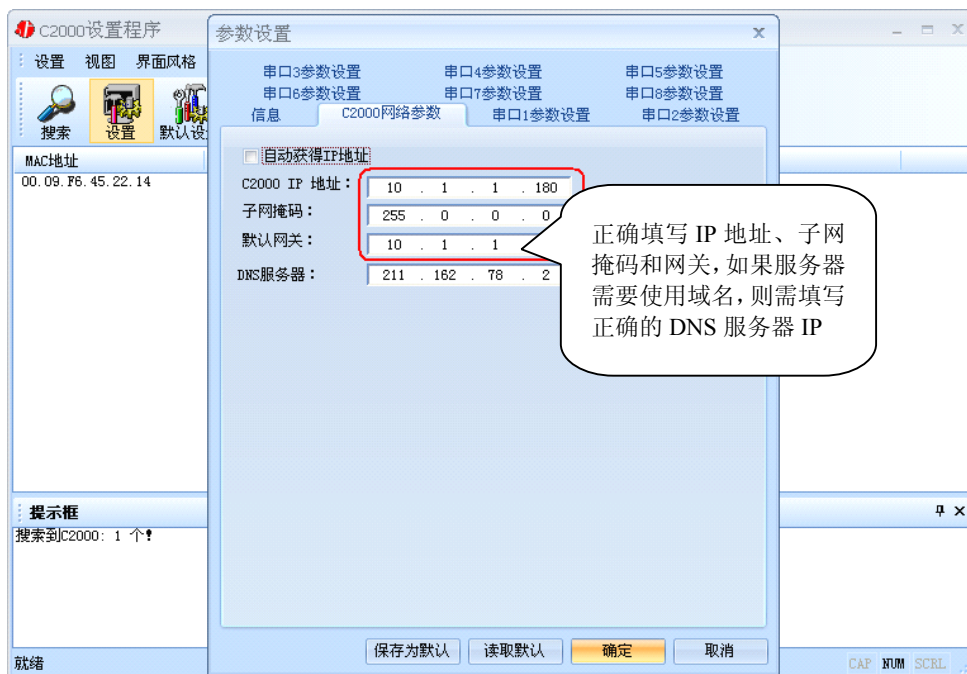 C2000设置程序
设置 视图 界面风格
搜索 设置 默认设
MAC地址
00.09.F6.45.22.14
参数设置
串口3参数设置 串口4参数设置 串口5参数设置
串口6参数设置 串口7参数设置 串口8参数设置
信息 C2000网络参数 串口1参数设置 串口2参数设置
自动获得IP地址
C2000 IP 地址： 10 . 1 . 1 . 180
子网掩码： 255 . 0 . 0 . 0
默认网关： 10 . 1 . 1
DNS服务器： 211 . 162 . 78 . 2
正确填写 IP 地址、子网
掩码和网关，如果服务器
需要使用域名，则需填写
正确的 DNS 服务器 IP
提示框
搜索到C2000: 1 个!
保存为默认 读取默认 确定 取消
就绪
CAP NUM SCRL